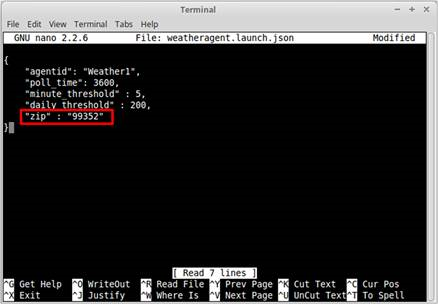 Terminal
File Edit View Terminal Tabs Help
GNU nano 2.2.6 File: weatheragent.launch.json Modified
{
"agentid": "Weather1",
"poll_time": 3600,
"minute_threshold" : 5,
"daily_threshold" : 200,
"zip" : "99352"
}
[ Read 7 lines ]
^G Get Help ^O WriteOut ^R Read File ^Y Prev Page ^K Cut Text ^C Cur Pos
^X Exit ^J Justify ^W Where Is ^V Next Page ^U UnCut Text ^T To Spell